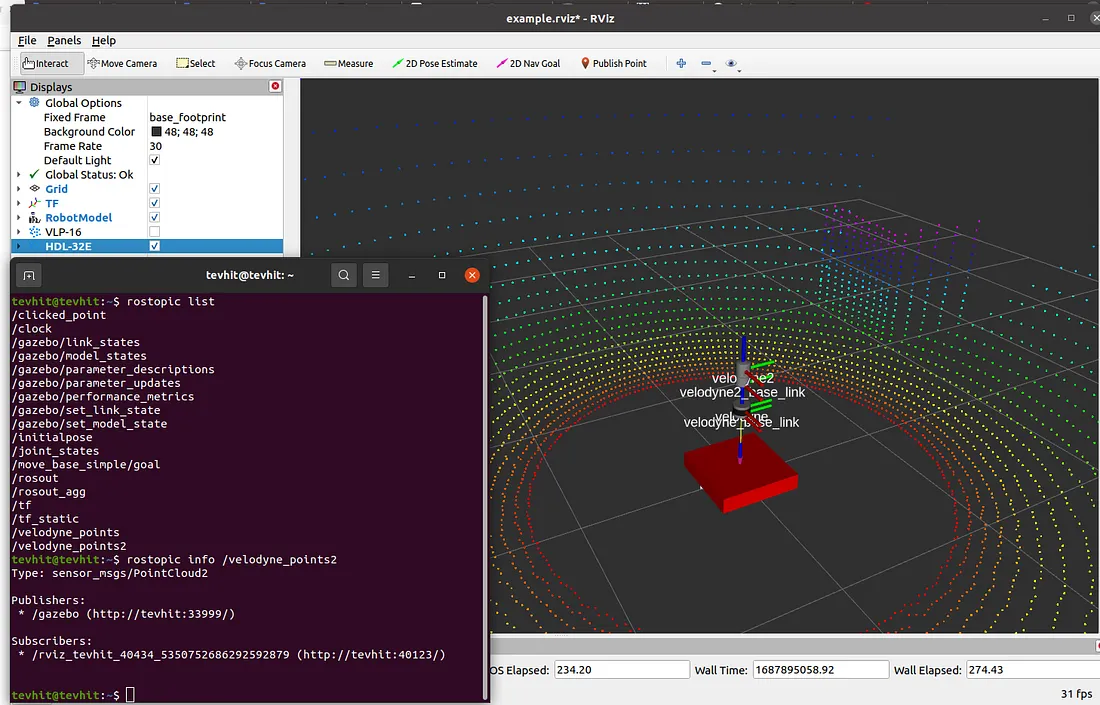 example.rviz* - RViz
File Panels Help
Interact Move Camera Select Focus Camera Measure 2D Pose Estimate 2D Nav Goal Publish Point
Displays
Global Options
Fixed Frame base_footprint
Background Color 48; 48; 48
Frame Rate 30
Default Light
Global Status: Ok
Grid
TF
RobotModel
VLP-16
HDL-32E
tevhit@tevhit: ~
tevhit@tevhit:~$ rostopic list
/clicked_point
/clock
/gazebo/link_states
/gazebo/model_states
/gazebo/parameter_descriptions
/gazebo/parameter_updates
/gazebo/performance_metrics
/gazebo/set_link_state
/gazebo/set_model_state
/initialpose
/joint_states
/move_base_simple/goal
/rosout
/rosout_agg
/tf
/tf_static
/velodyne_points
/velodyne_points2
tevhit@tevhit:~$ rostopic info /velodyne_points2
Type: sensor_msgs/PointCloud2
Publishers:
* /gazebo (http://tevhit:33999/)
Subscribers:
* /rviz_tevhit_40434_5350752686292592879 (http://tevhit:40123/)
tevhit@tevhit:~$
velodyne2
velodyne2_base_link
velodyne
velodyne_base_link
OS Elapsed: 234.20 Wall Time: 1687895058.92 Wall Elapsed: 274.43
31 fps